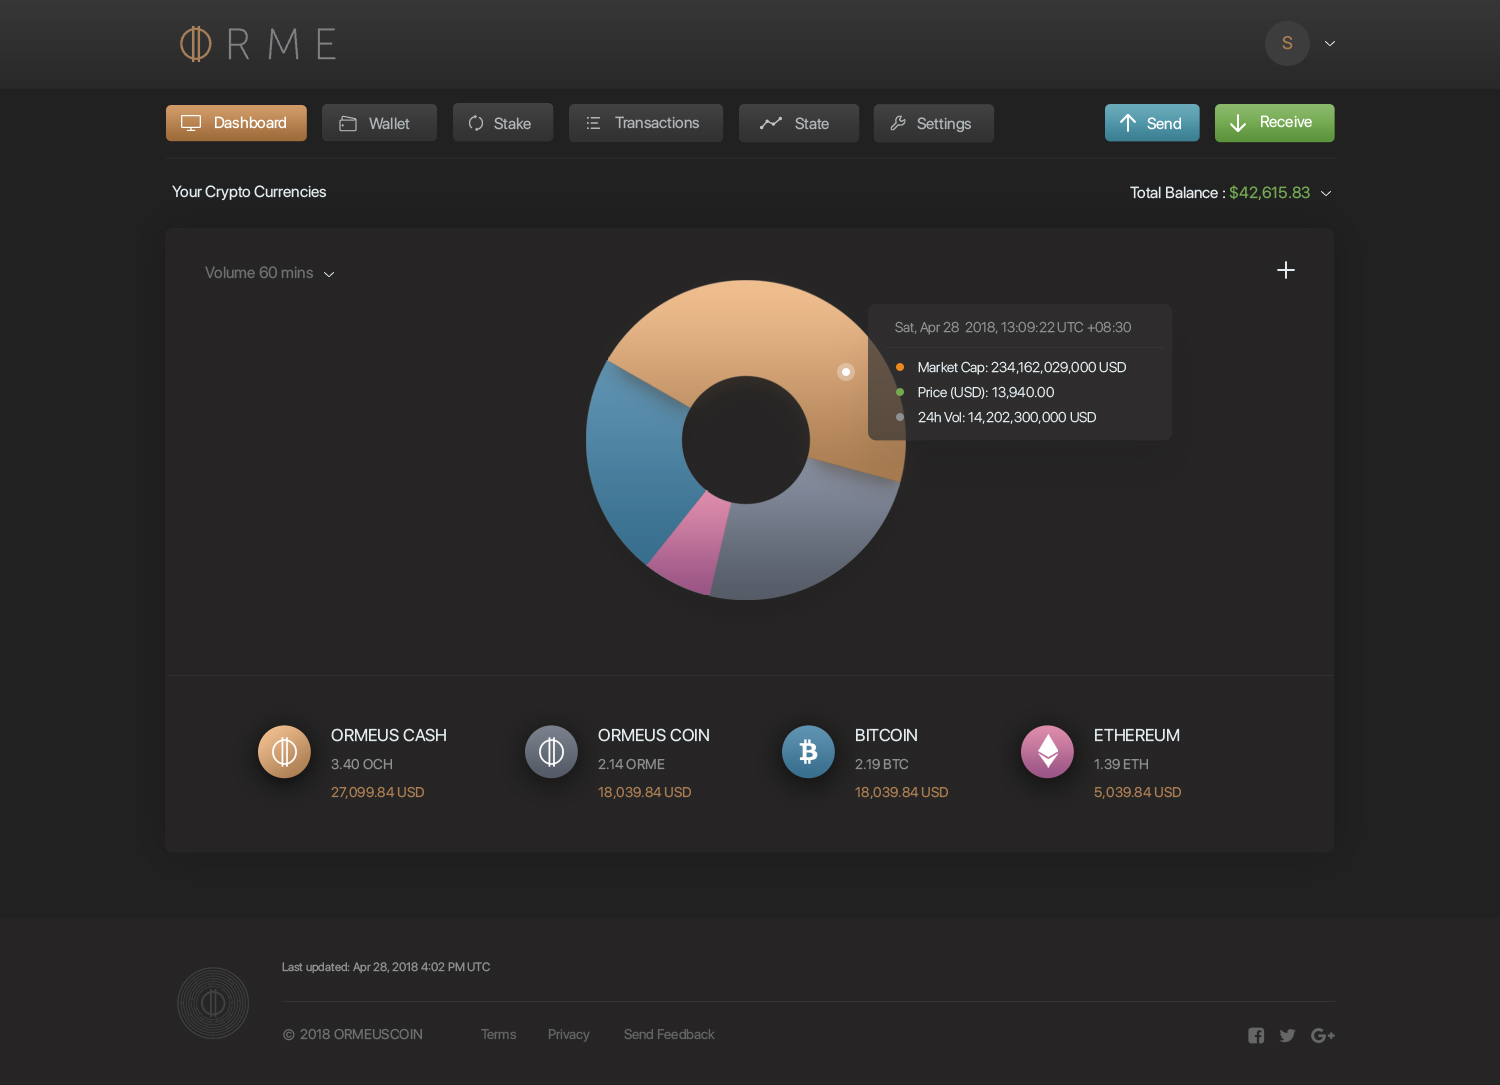 ORME
S
Dashboard
Wallet
Stake
Transactions
State
Settings
Send
Receive
Your Crypto Currencies
Total Balance : $42,615.83
Volume 60 mins
Sat, Apr 28 2018, 13:09:22 UTC +08:30
Market Cap: 234,162,029,000 USD
Price (USD): 13,940.00
24h Vol: 14,202,300,000 USD
ORMEUS CASH
3.40 OCH
27,099.84 USD
ORMEUS COIN
2.14 ORME
18,039.84 USD
BITCOIN
2.19 BTC
18,039.84 USD
ETHEREUM
1.39 ETH
5,039.84 USD
Last updated: Apr 28, 2018 4:02 PM UTC
© 2018 ORMEUSCOIN
Terms
Privacy
Send Feedback